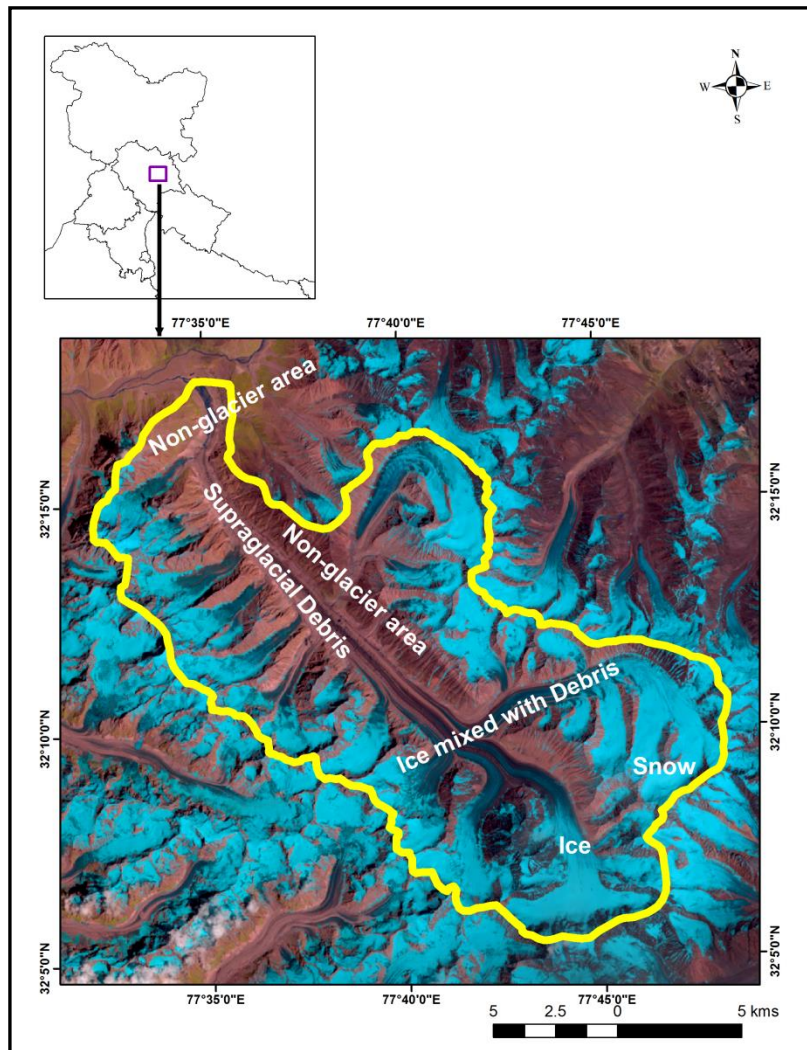 N
W E
S
77°35'0"E 77°40'0"E 77°45'0"E
Non-glacier area
32°15'0"N
32°15'0"N
Supraglacial Debris
Non-glacier area
Ice mixed with Debris
32°10'0"N
32°10'0"N
Snow
Ice
32°5'0"N
32°5'0"N
77°35'0"E 77°40'0"E 77°45'0"E
5 2.5 0 5 kms